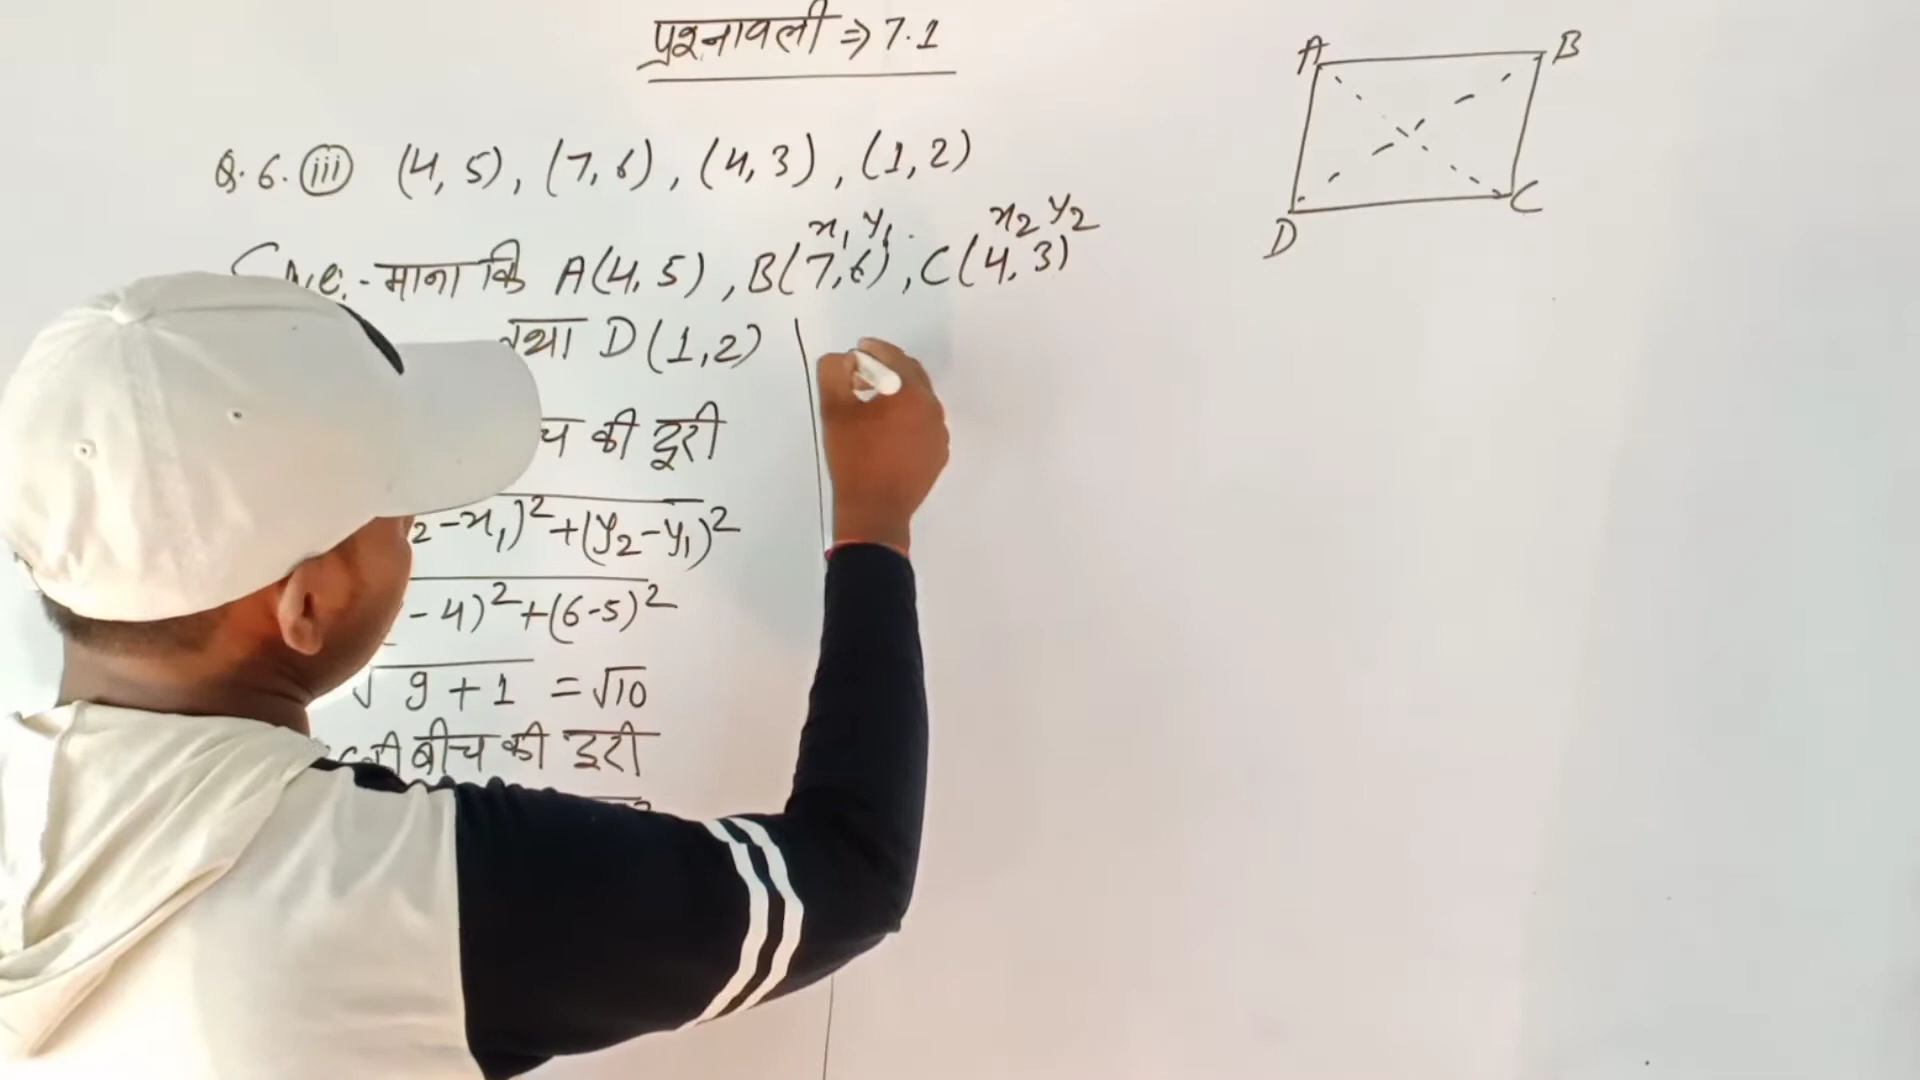 प्रश्नावली ⇒ 7.1
Q.6. (iii) (4, 5), (7, 6), (4, 3), (1, 2)
x₁ y₁ x₂ y₂
माना कि A(4, 5), B(7, 6), C(4, 3)
तथा D(1, 2)
की दूरी
₂-x₁)²+(y₂-y₁)²
- 4)²+(6-5)²
√9+1 = √10
बीच की दूरी
A
B
C
D